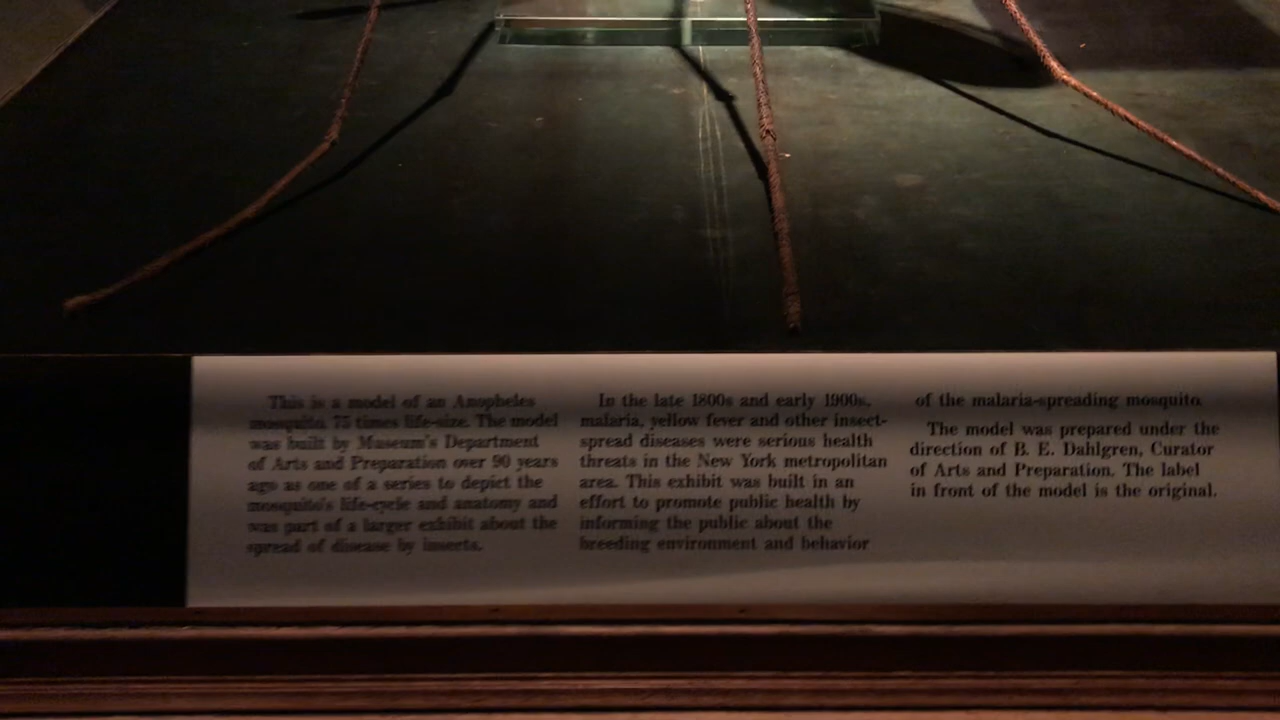 This is a model of an Anopheles
mosquito, 75 times life-size. The model
was built by Museum's Department
of Arts and Preparation over 90 years
ago as one of a series to depict the
mosquito's life-cycle and anatomy and
was part of a larger exhibit about the
spread of disease by insects.
In the late 1800s and early 1900s,
malaria, yellow fever and other insect-
spread diseases were serious health
threats in the New York metropolitan
area. This exhibit was built in an
effort to promote public health by
informing the public about the
breeding environment and behavior
of the malaria-spreading mosquito.
The model was prepared under the
direction of B. E. Dahlgren, Curator
of Arts and Preparation. The label
in front of the model is the original.